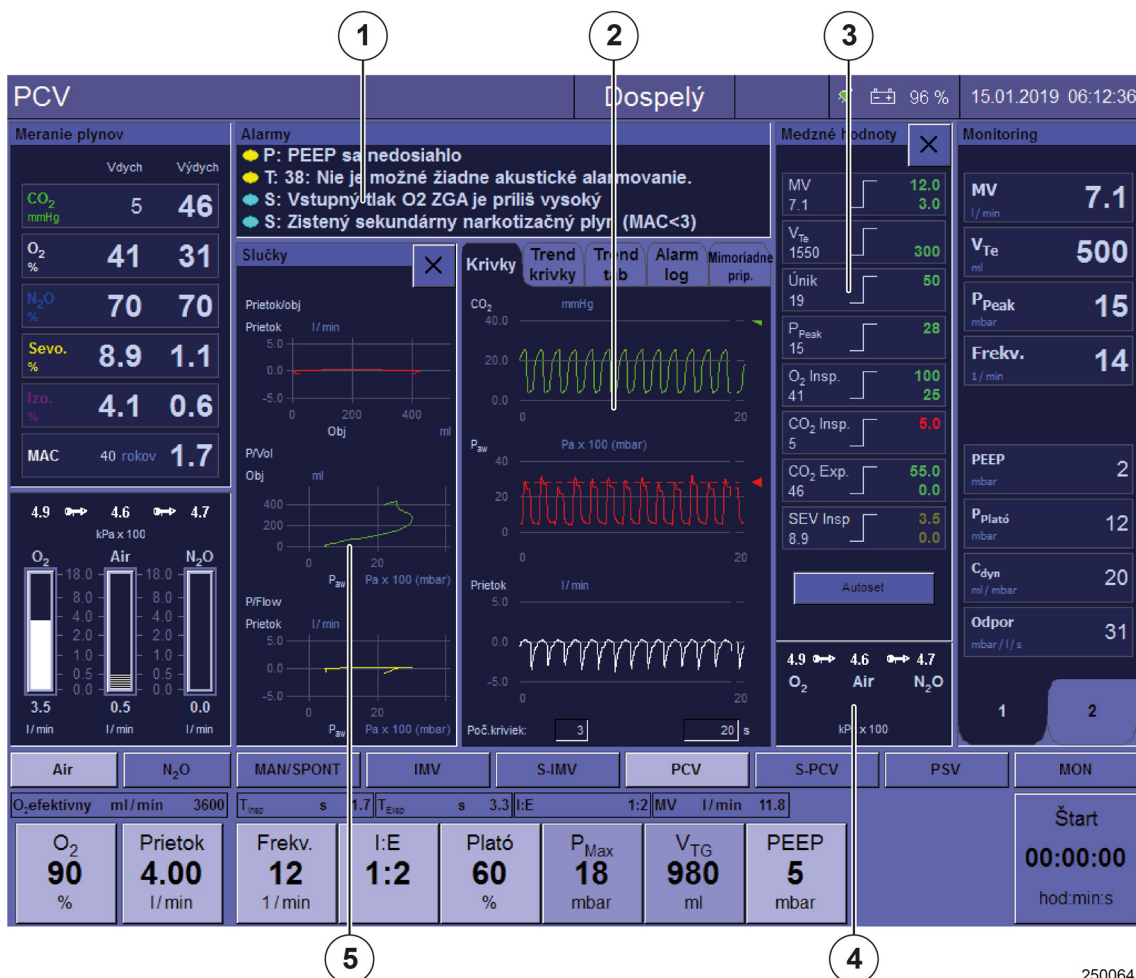 1
2
3
PCV
Dospelý
96 %
15.01.2019 06:12:36
Meranie plynov
Vdych Výdych
CO2 mmHg 5 46
O2 % 41 31
N2O % 70 70
Sevo. % 8.9 1.1
Izo. % 4.1 0.6
MAC 40 rokov 1.7
4.9 4.6 4.7
kPa x 100
O2 Air N2O
18.0 18.0
8.0 8.0
4.0 4.0
2.0 2.0
0.5 0.5
0.0 0.0
3.5 0.5 0.0
l/min l/min l/min
Alarmy
P: PEEP sa nedosiahlo
T: 38: Nie je možné žiadne akustické alarmovanie.
S: Vstupný tlak O2 ZGA je príliš vysoký
S: Zistený sekundárny narkotizačný plyn (MAC<3)
Slučky
Prietok/obj
Prietok l/min
5.0
0.0
-5.0
0 200 400
Obj ml
P/Vol
Obj ml
400
200
0
0 20
Paw Pa x 100 (mbar)
P/Flow
Prietok l/min
5.0
0.0
-5.0
0 20
Paw Pa x 100 (mbar)
Krivky
Trend krivky
Trend tab
Alarm log
Mimoriadne príp.
CO2 mmHg
40.0
20.0
0.0
0 20
Paw Pa x 100 (mbar)
40
20
0
0 20
Prietok l/min
5.0
0.0
-5.0
0 20
Poč.kriviek: 3 20 s
Medzné hodnoty
MV 12.0
7.1 3.0
VTe
1550 300
Únik 50
19
PPeak 28
15
O2 Insp. 100
41 25
CO2 Insp. 5.0
5
CO2 Exp. 55.0
46 0.0
SEV Insp 3.5
8.9 0.0
Autoset
4.9 4.6 4.7
O2 Air N2O
kPa x 100
Monitoring
MV l/min 7.1
VTe ml 500
PPeak mbar 15
Frekv. 1/min 14
PEEP mbar 2
PPlató mbar 12
Cdyn ml/mbar 20
Odpor mbar/l/s 31
1 2
Air N2O MAN/SPONT IMV S-IMV PCV S-PCV PSV MON
O2efektívny ml/min 3600
TInsp s 1.7
TExsp s 3.3
I:E 1:2
MV l/min 11.8
O2 90 %
Prietok 4.00 l/min
Frekv. 12 1/min
I:E 1:2
Plató 60 %
PMax 18 mbar
VTG 980 ml
PEEP 5 mbar
Štart
00:00:00
hod:min:s
5
4
250064